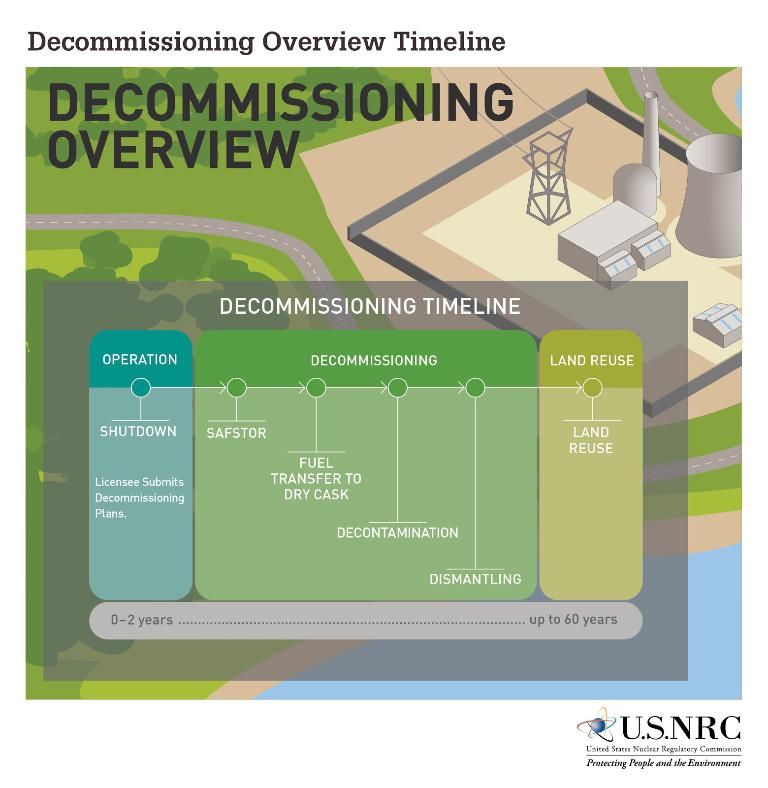 Decommissioning Overview Timeline
DECOMMISSIONING
OVERVIEW
DECOMMISSIONING TIMELINE
OPERATION
DECOMMISSIONING
LAND REUSE
SHUTDOWN
SAFSTOR
LAND
REUSE
FUEL
TRANSFER TO
DRY CASK
Licensee Submits
Decommissioning
Plans.
DECONTAMINATION
DISMANTLING
0–2 years ........................................................................................ up to 60 years
U.S.NRC
United States Nuclear Regulatory Commission
Protecting People and the Environment